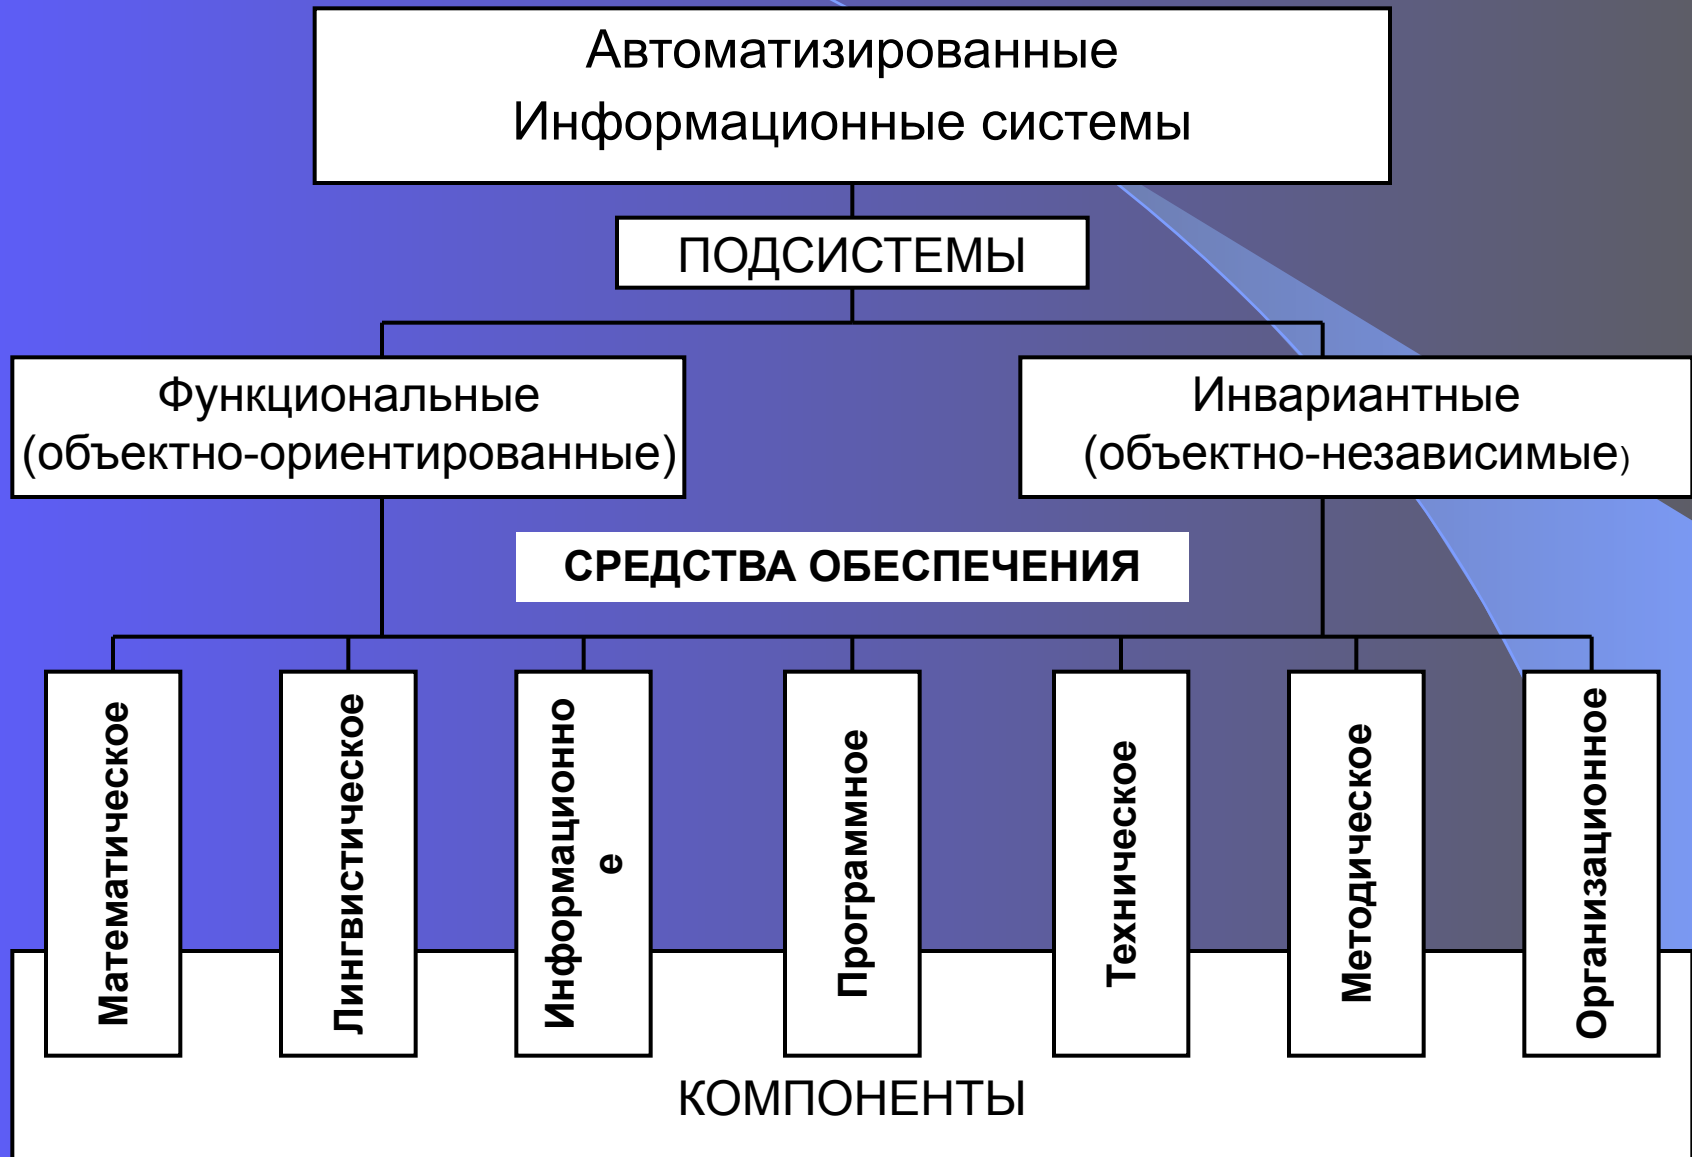 Автоматизированные
Информационные системы
ПОДСИСТЕМЫ
Функциональные
(объектно-ориентированные)
Инвариантные
(объектно-независимые)
СРЕДСТВА ОБЕСПЕЧЕНИЯ
Математическое
Лингвистическое
Информационно
е
Программное
Техническое
Методическое
Организационное
КОМПОНЕНТЫ